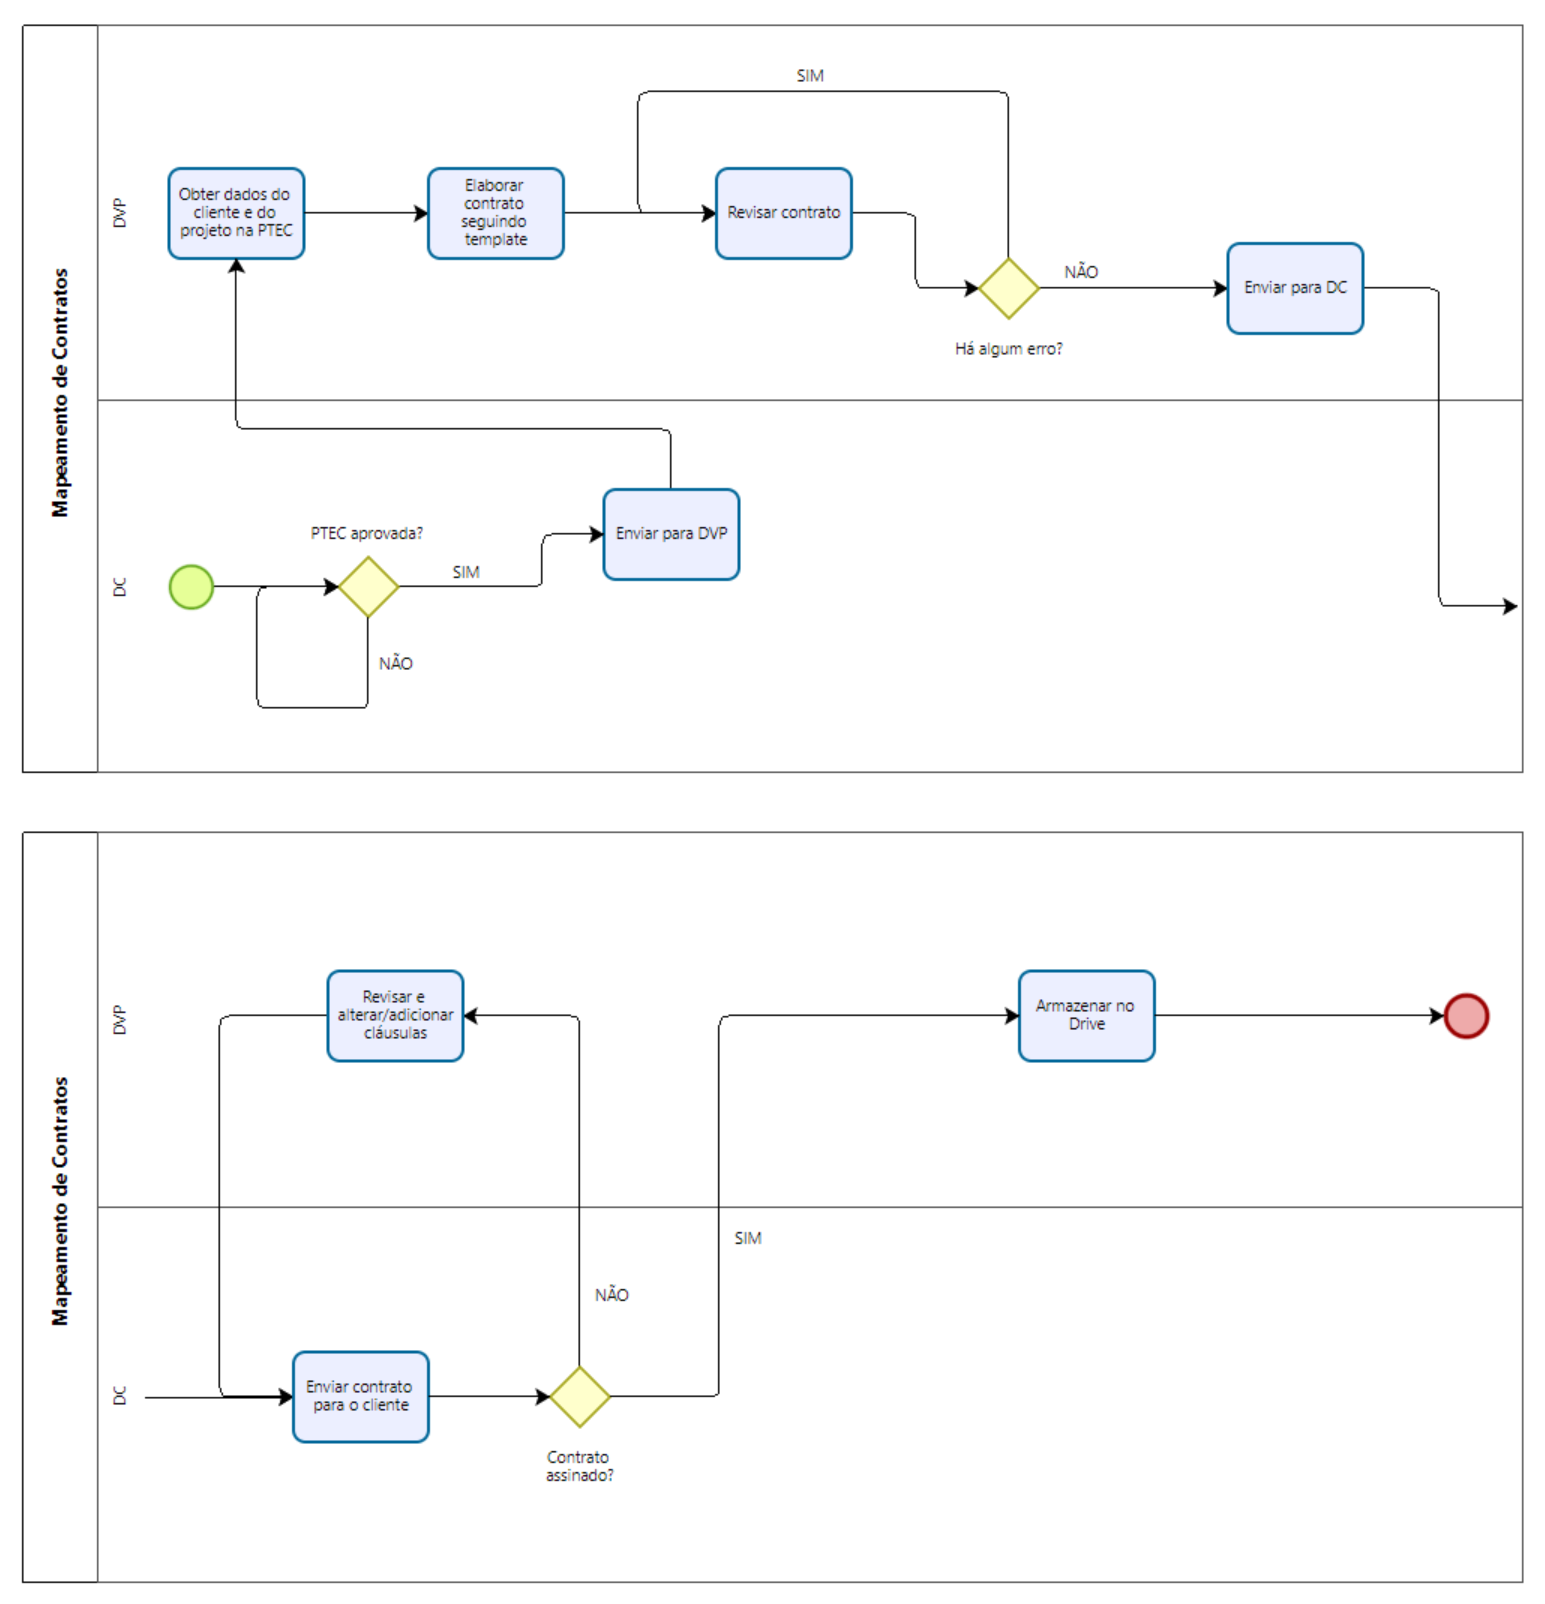 Mapeamento de Contratos
DVP
SIM
Obter dados do
cliente e do
projeto na PTEC
Elaborar
contrato
seguindo
template
Revisar contrato
NÃO
Há algum erro?
Enviar para DC
DC
PTEC aprovada?
SIM
NÃO
Enviar para DVP
Mapeamento de Contratos
DVP
Revisar e
alterar/adicionar
cláusulas
Armazenar no
Drive
DC
SIM
NÃO
Enviar contrato
para o cliente
Contrato
assinado?